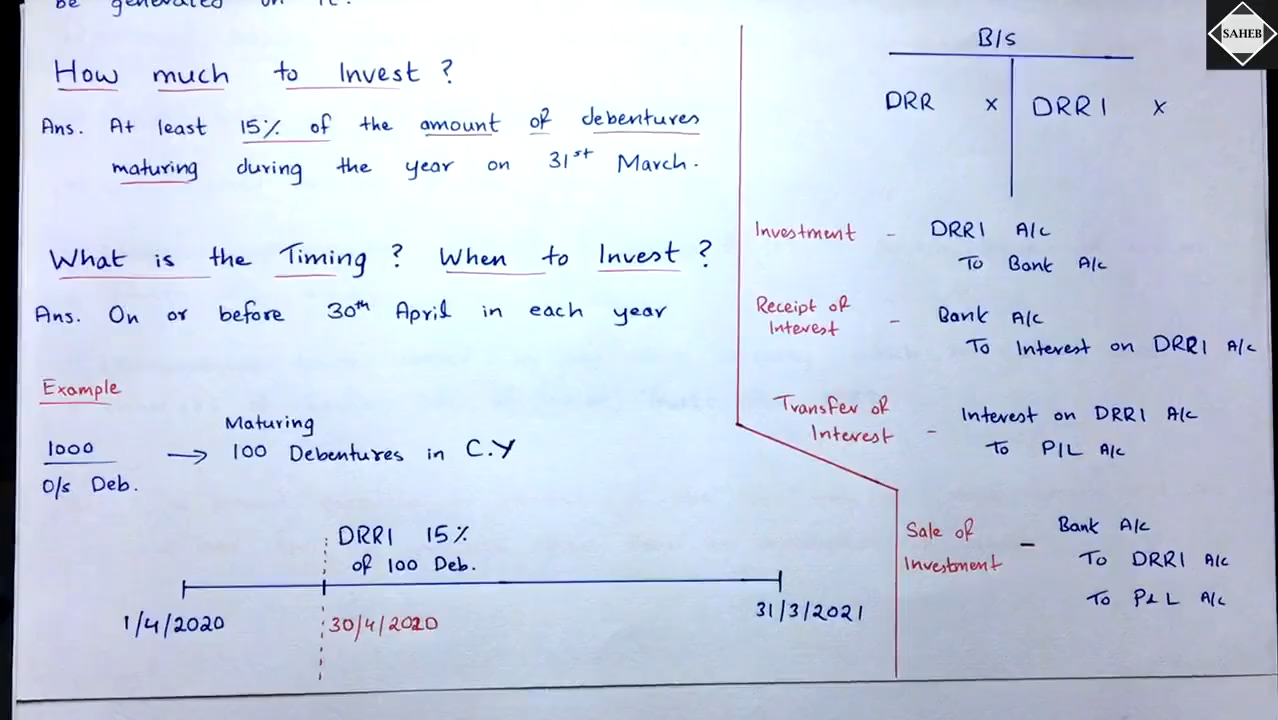 be generated on it.
How much to Invest ?
Ans. At least 15% of the amount of debentures
maturing during the year on 31st March.
What is the Timing ? When to Invest ?
Ans. On or before 30th April in each year
Example
Maturing
1000 → 100 Debentures in C.Y
O/s Deb.
DRRI 15%
of 100 Deb.
1/4/2020
30/4/2020
31/3/2021
B/s
DRR x DRRI x
Investment - DRRI A/c
To Bank A/c
Receipt of
Interest - Bank A/c
To Interest on DRRI A/c
Transfer of
Interest - Interest on DRRI A/c
To P/L A/c
Sale of
Investment - Bank A/c
To DRRI A/c
To P&L A/c
SAHEB